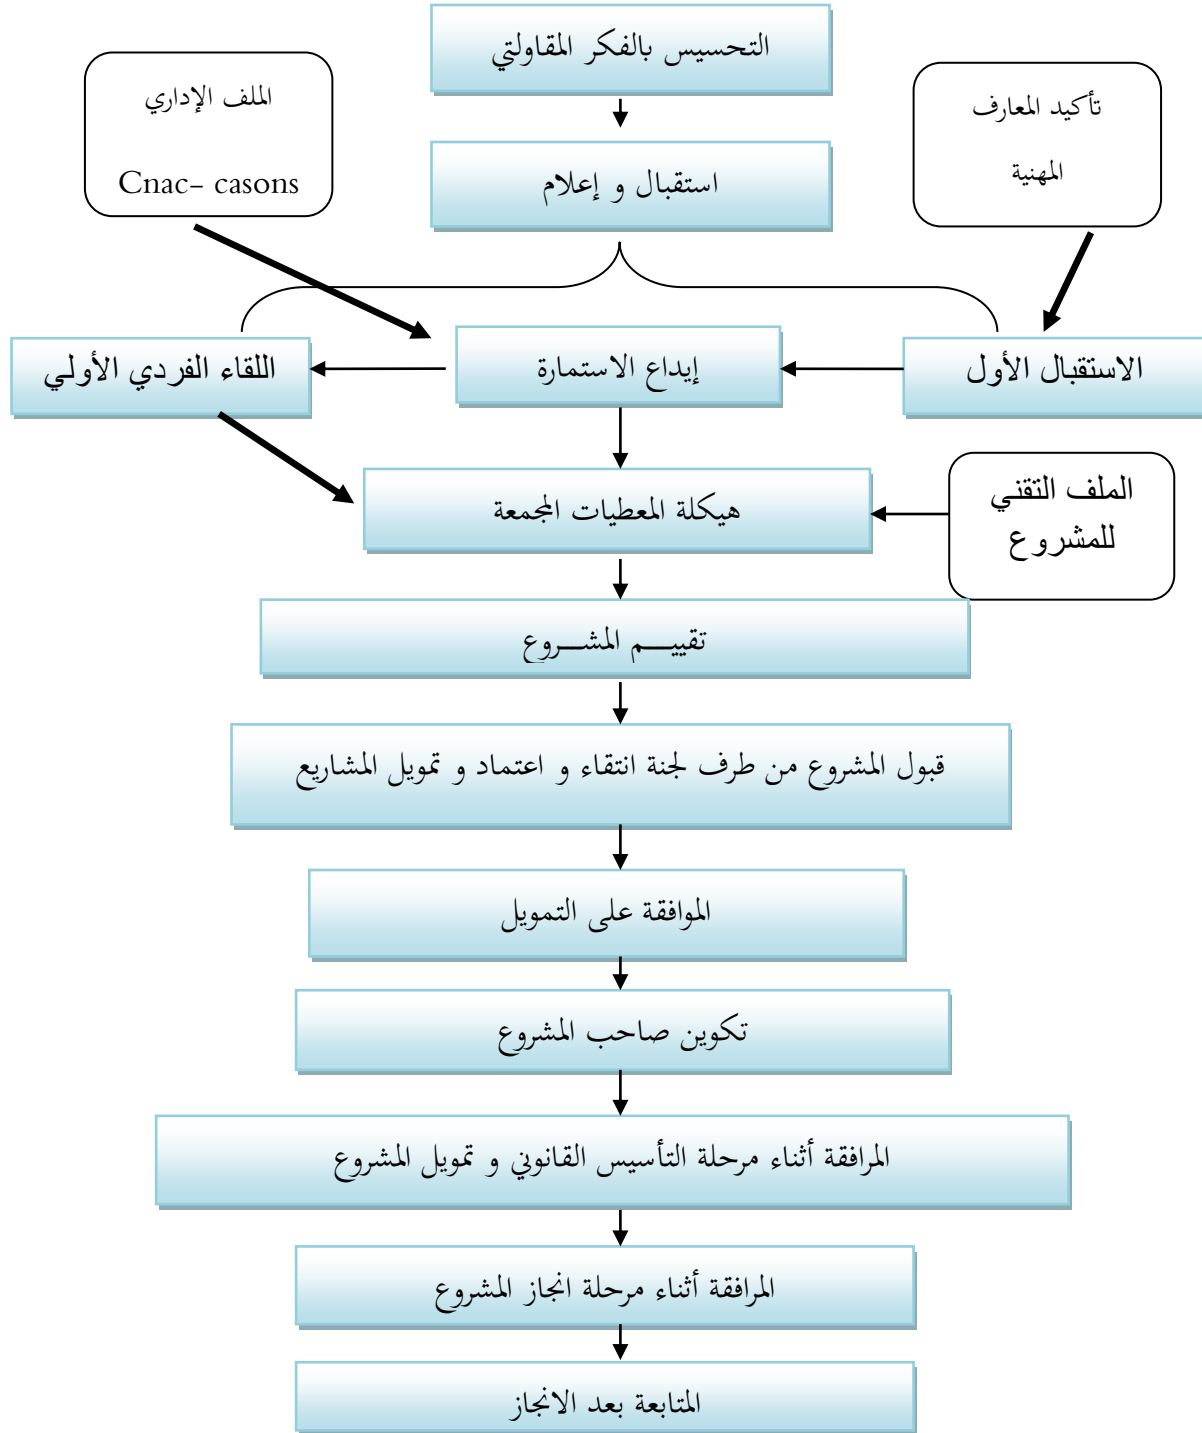 التحسيس بالفكر المقاولتي
الملف الإداري
Cnac- casons
تأكيد المعارف
المهنية
استقبال و إعلام
الاستقبال الأول
إيداع الاستمارة
اللقاء الفردي الأولي
هيكلة المعطيات المجمعة
الملف التقني
للمشروع
تقييـــم المشـــروع
قبول المشروع من طرف لجنة انتقاء و اعتماد و تمويل المشاريع
الموافقة على التمويل
تكوين صاحب المشروع
المرافقة أثناء مرحلة التأسيس القانوني و تمويل المشروع
المرافقة أثناء مرحلة انجاز المشروع
المتابعة بعد الانجاز